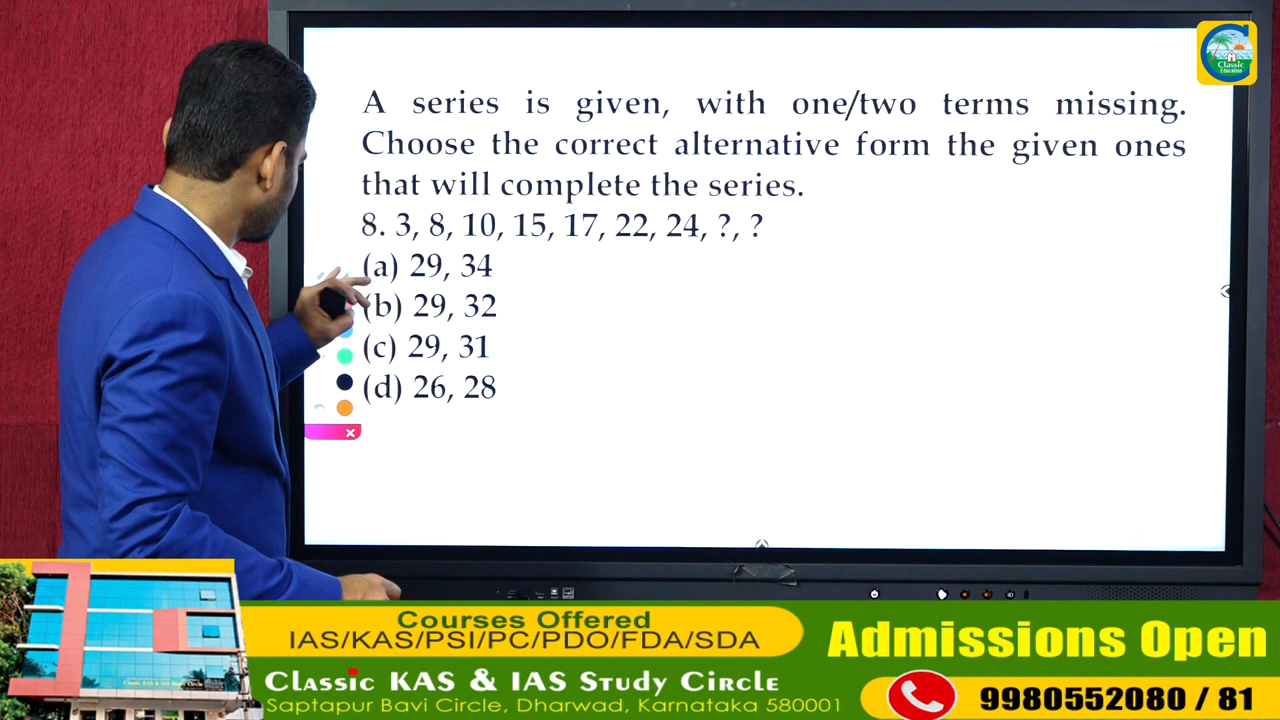 Classic
Education
A series is given, with one/two terms missing.
Choose the correct alternative form the given ones
that will complete the series.
8. 3, 8, 10, 15, 17, 22, 24, ?, ?
(a) 29, 34
(b) 29, 32
(c) 29, 31
(d) 26, 28
Courses Offered
IAS/KAS/PSI/PC/PDO/FDA/SDA
Admissions Open
Classic KAS & IAS Study Circle
Saptapur Bavi Circle, Dharwad, Karnataka 580001
9980552080 / 81